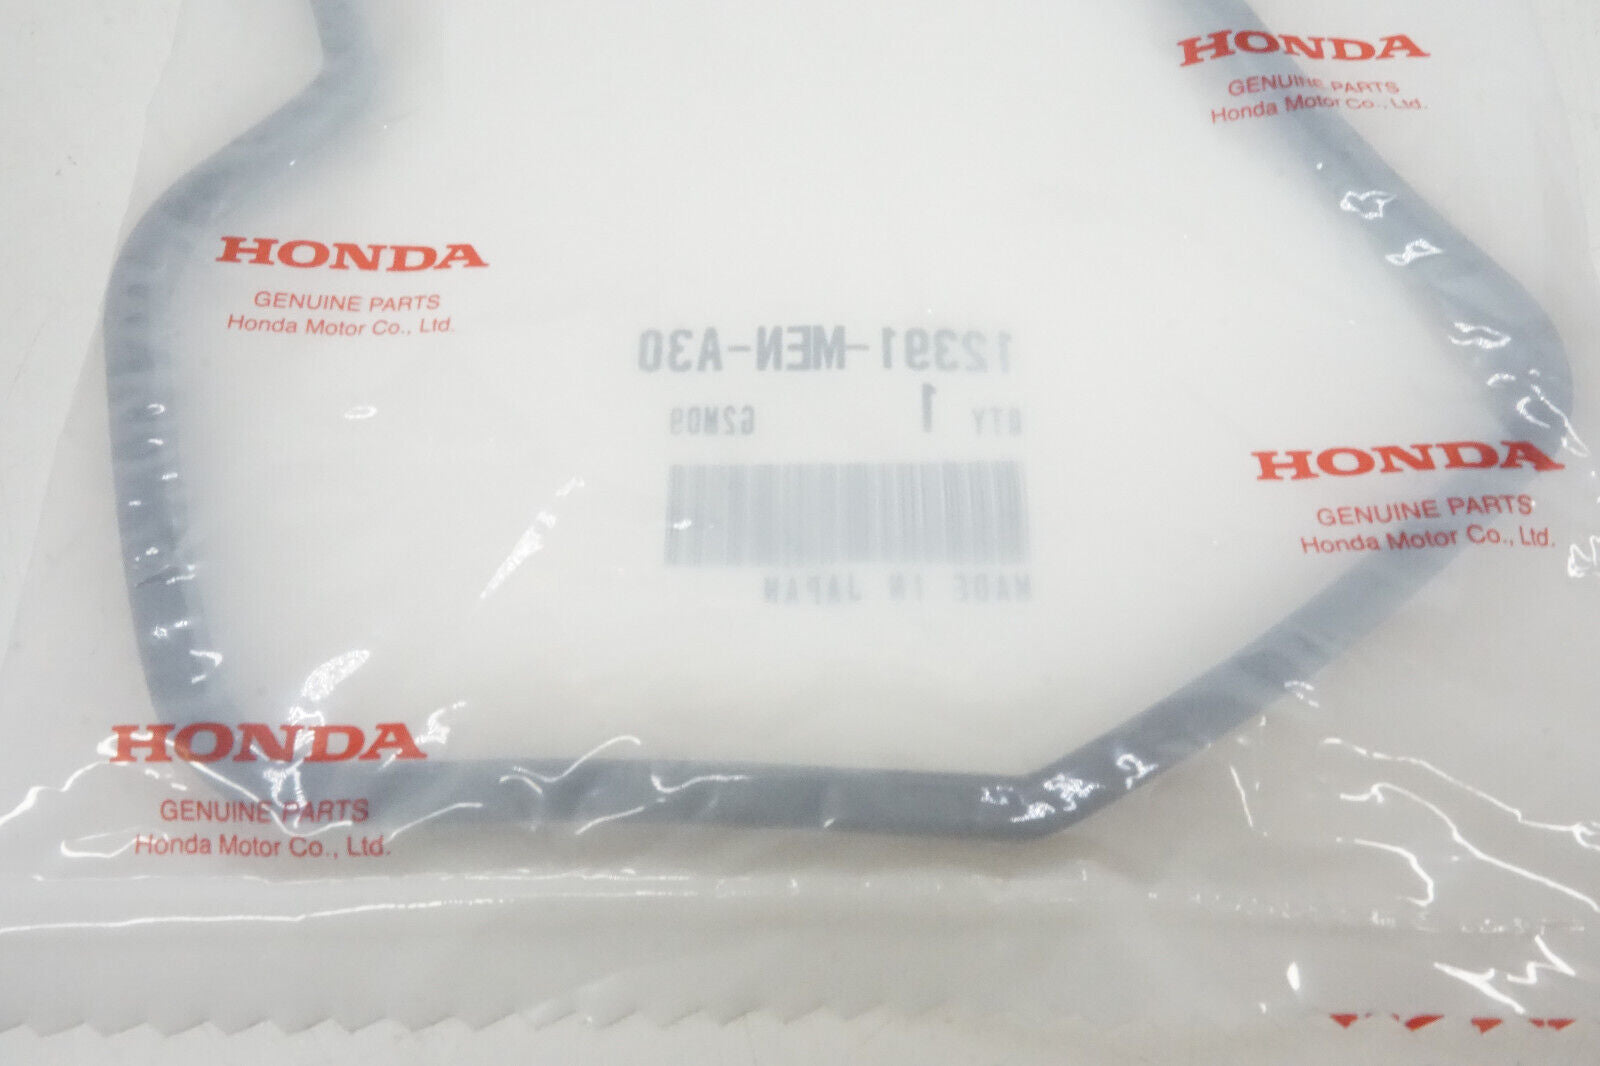 HONDA
GENUINE PARTS
Honda Motor Co., Ltd.
HONDA
GENUINE PARTS
Honda Motor Co., Ltd.
12391-MEN-A30
QTY 1 G2M09
MADE IN JAPAN
HONDA
GENUINE PARTS
Honda Motor Co., Ltd.
HONDA
GENUINE PARTS
Honda Motor Co., Ltd.